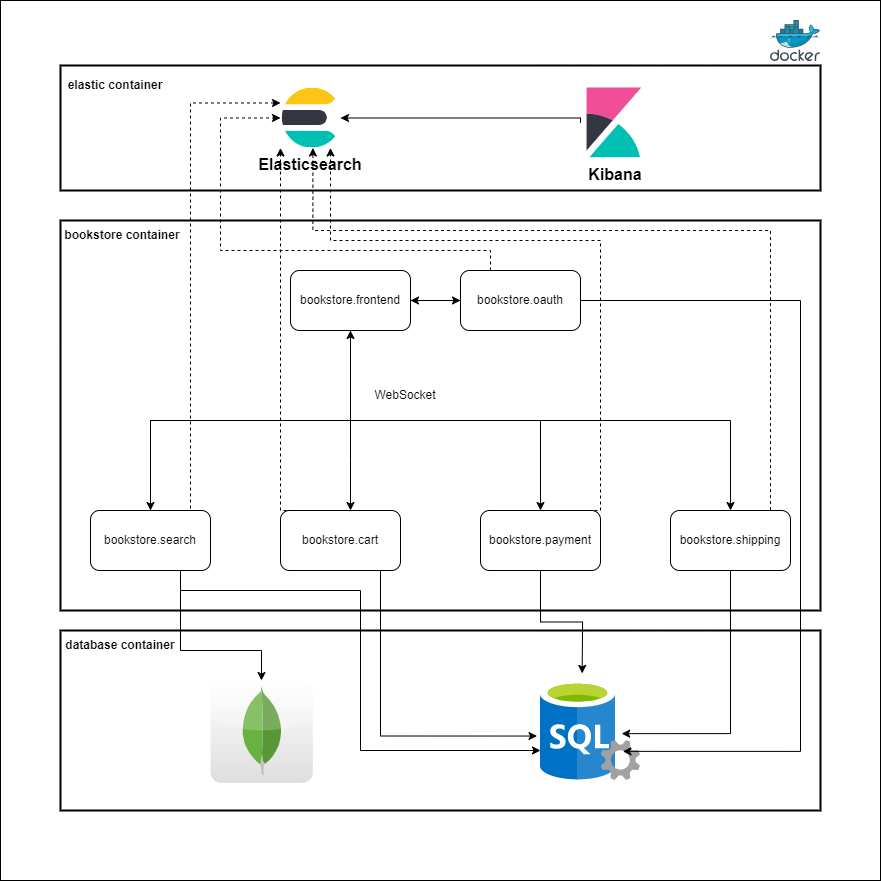 docker
elastic container
Elasticsearch
Kibana
bookstore container
bookstore.frontend
bookstore.oauth
WebSocket
bookstore.search
bookstore.cart
bookstore.payment
bookstore.shipping
database container
SQL